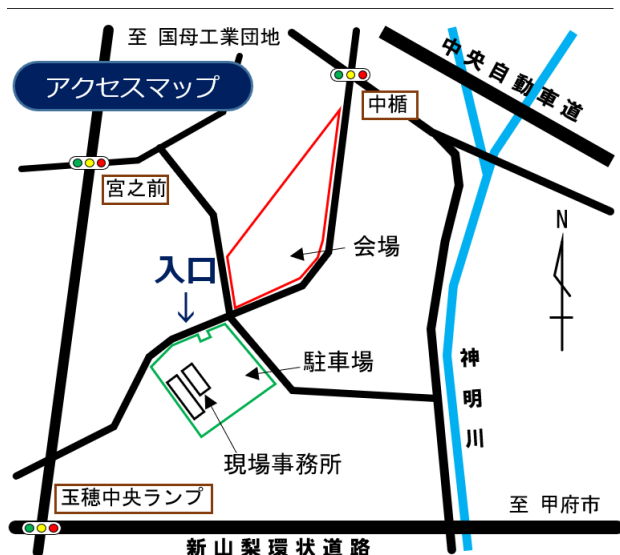 至 国母工業団地
アクセスマップ
中央自動車道
中楯
宮之前
N
会場
入口
駐車場
神明川
現場事務所
玉穂中央ランプ
至 甲府市
新山梨環状道路